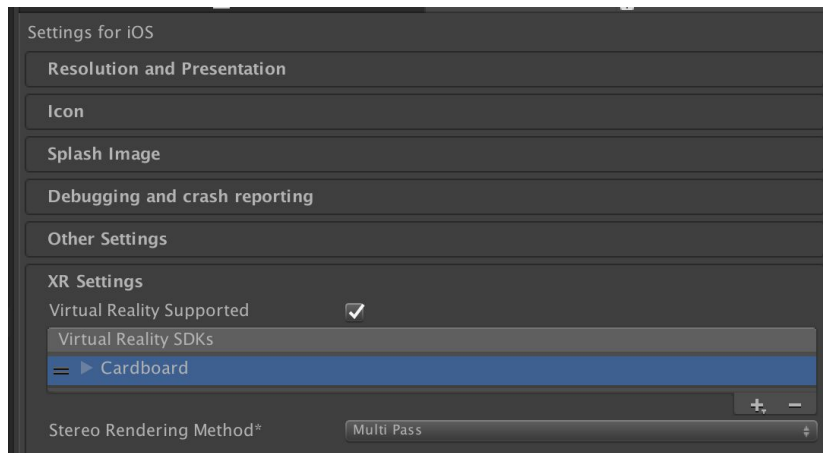 Settings for iOS
Resolution and Presentation
Icon
Splash Image
Debugging and crash reporting
Other Settings
XR Settings
Virtual Reality Supported
Virtual Reality SDKs
Cardboard
Stereo Rendering Method* Multi Pass